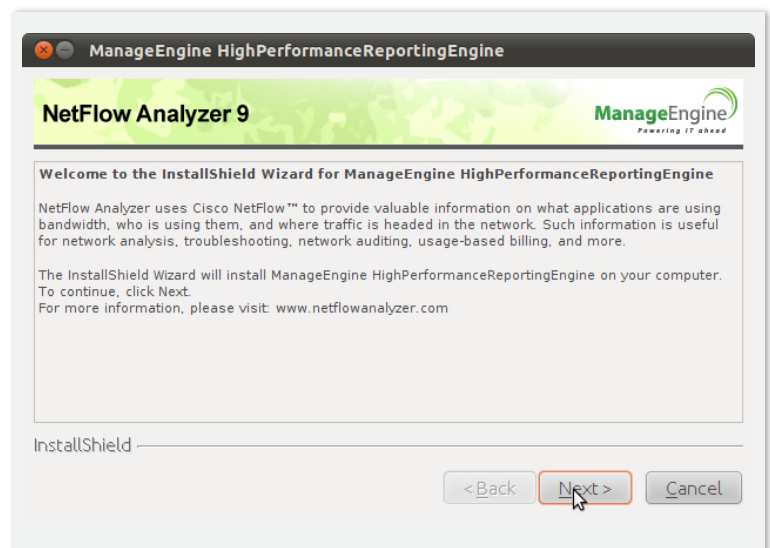 ManageEngine HighPerformanceReportingEngine
NetFlow Analyzer 9
ManageEngine
Powering IT ahead
Welcome to the InstallShield Wizard for ManageEngine HighPerformanceReportingEngine
NetFlow Analyzer uses Cisco NetFlow™ to provide valuable information on what applications are using
bandwidth, who is using them, and where traffic is headed in the network. Such information is useful
for network analysis, troubleshooting, network auditing, usage-based billing, and more.
The InstallShield Wizard will install ManageEngine HighPerformanceReportingEngine on your computer.
To continue, click Next.
For more information, please visit: www.netflowanalyzer.com
InstallShield
< Back
Next >
Cancel